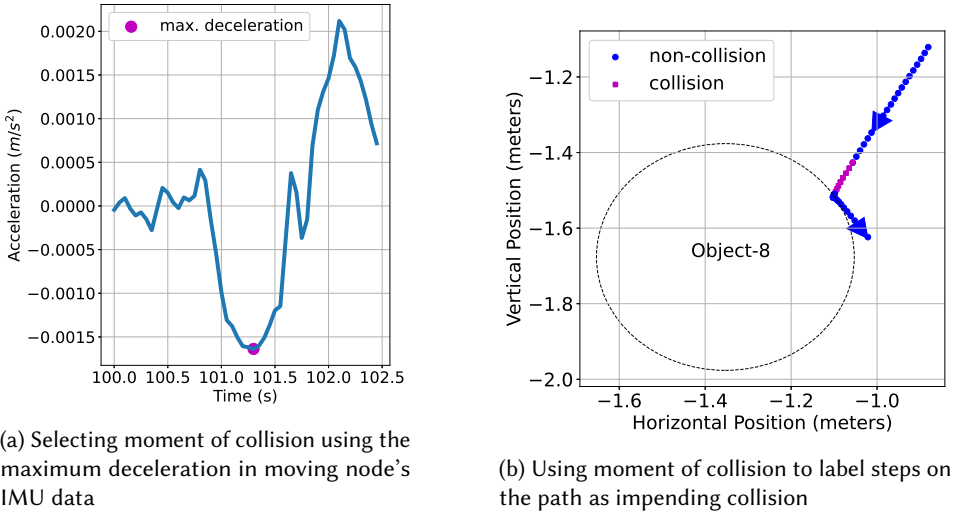 0.0020
0.0015
0.0010
0.0005
0.0000
−0.0005
−0.0010
−0.0015
Acceleration (m/s²)
max. deceleration
100.0 100.5 101.0 101.5 102.0 102.5
Time (s)
(a) Selecting moment of collision using the
maximum deceleration in moving node's
IMU data
−1.2
−1.4
−1.6
−1.8
−2.0
Vertical Position (meters)
non-collision
collision
Object-8
−1.6 −1.4 −1.2 −1.0
Horizontal Position (meters)
(b) Using moment of collision to label steps on
the path as impending collision